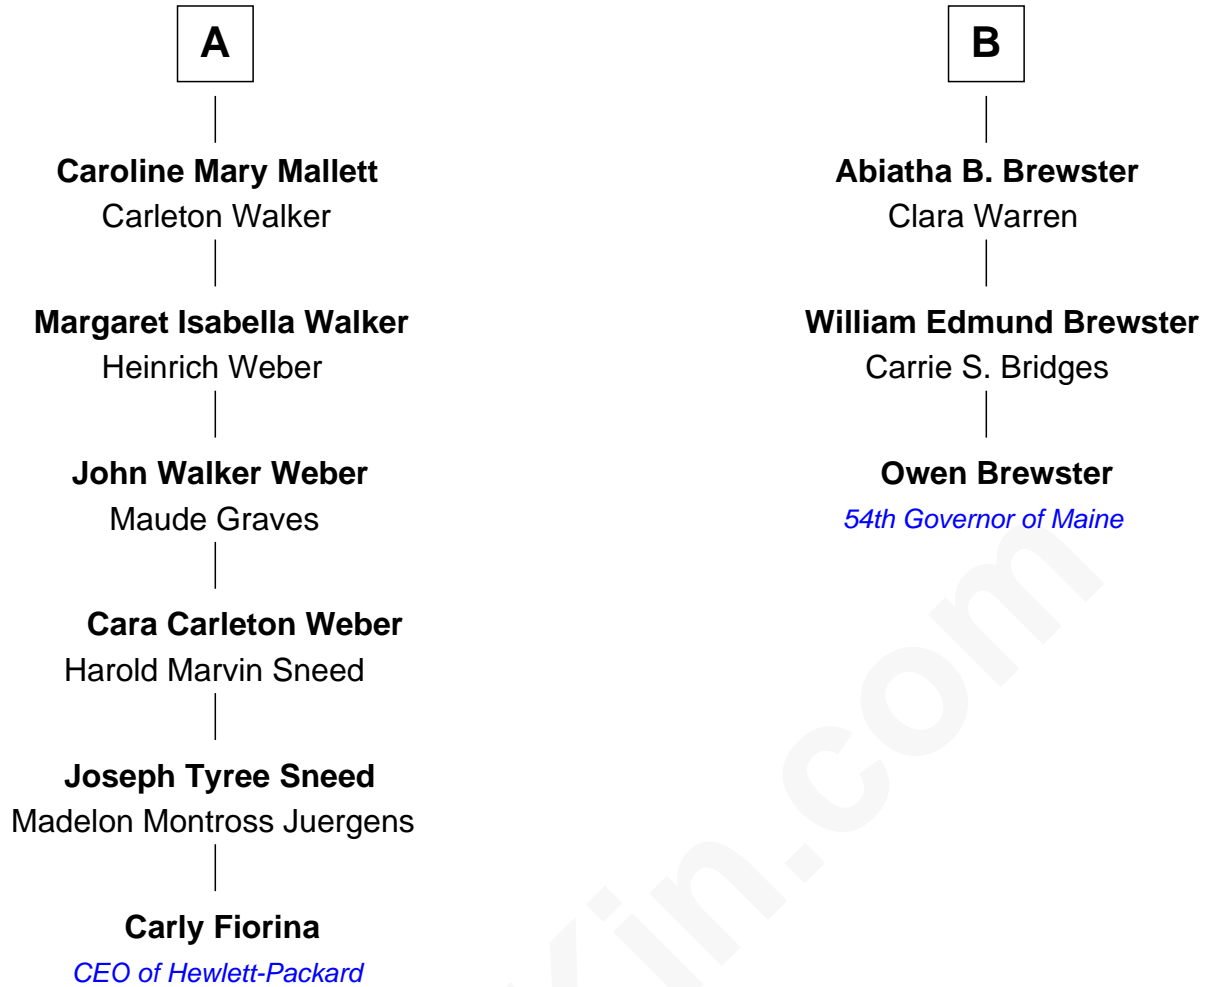 A
Caroline Mary Mallett
Carleton Walker
Margaret Isabella Walker
Heinrich Weber
John Walker Weber
Maude Graves
Cara Carleton Weber
Harold Marvin Sneed
Joseph Tyree Sneed
Madelon Montross Juergens
Carly Fiorina
CEO of Hewlett-Packard
B
Abiatha B. Brewster
Clara Warren
William Edmund Brewster
Carrie S. Bridges
Owen Brewster
54th Governor of Maine